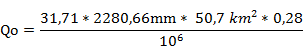 Qo = 31,71 * 2280,66mm * 50,7 km² * 0,28 / 10⁶